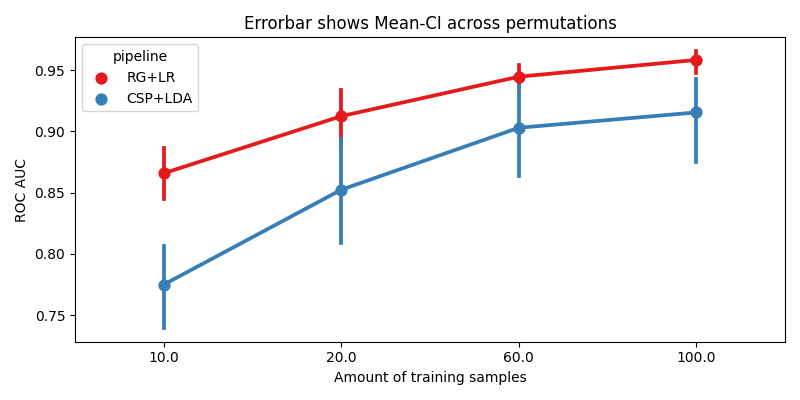 Errorbar shows Mean-CI across permutations
pipeline
RG+LR
CSP+LDA
ROC AUC
0.95
0.90
0.85
0.80
0.75
10.0 20.0 60.0 100.0
Amount of training samples